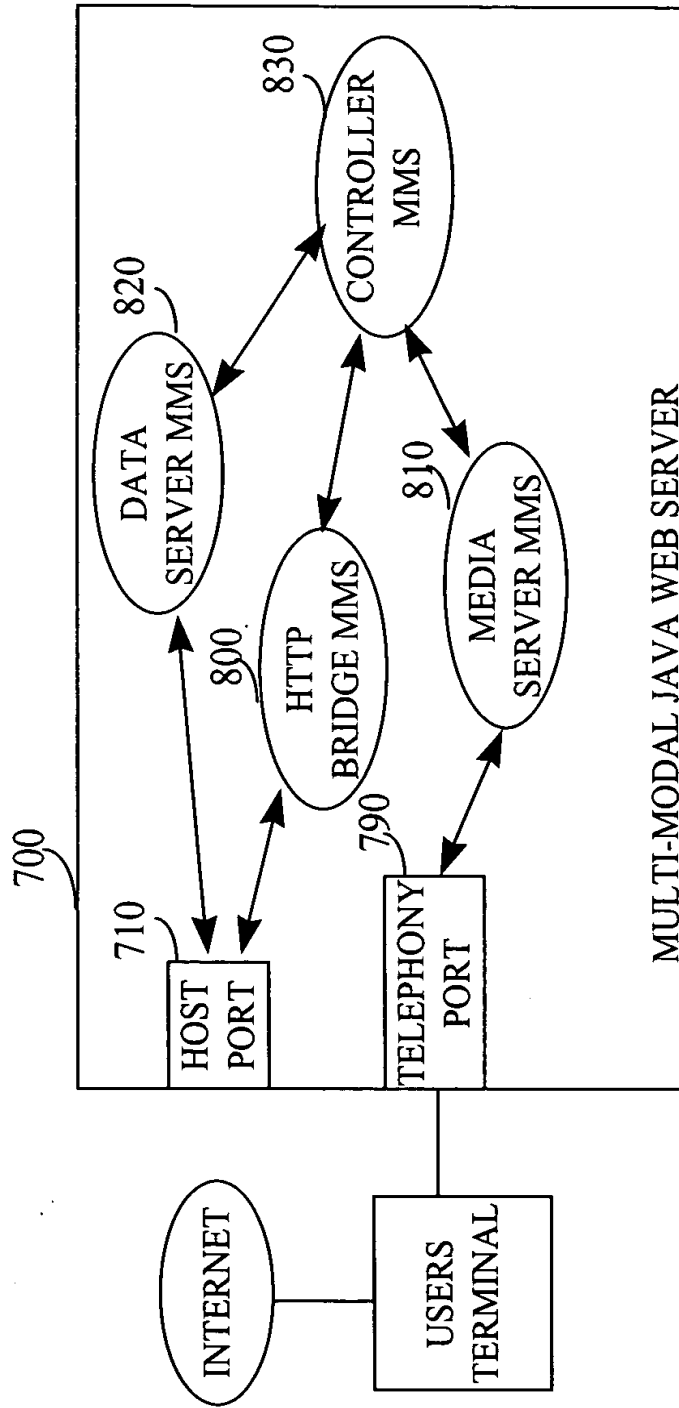 700
INTERNET
USERS
TERMINAL
710
HOST
PORT
790
TELEPHONY
PORT
800
HTTP
BRIDGE MMS
820
DATA
SERVER MMS
810
MEDIA
SERVER MMS
830
CONTROLLER
MMS
MULTI-MODAL JAVA WEB SERVER